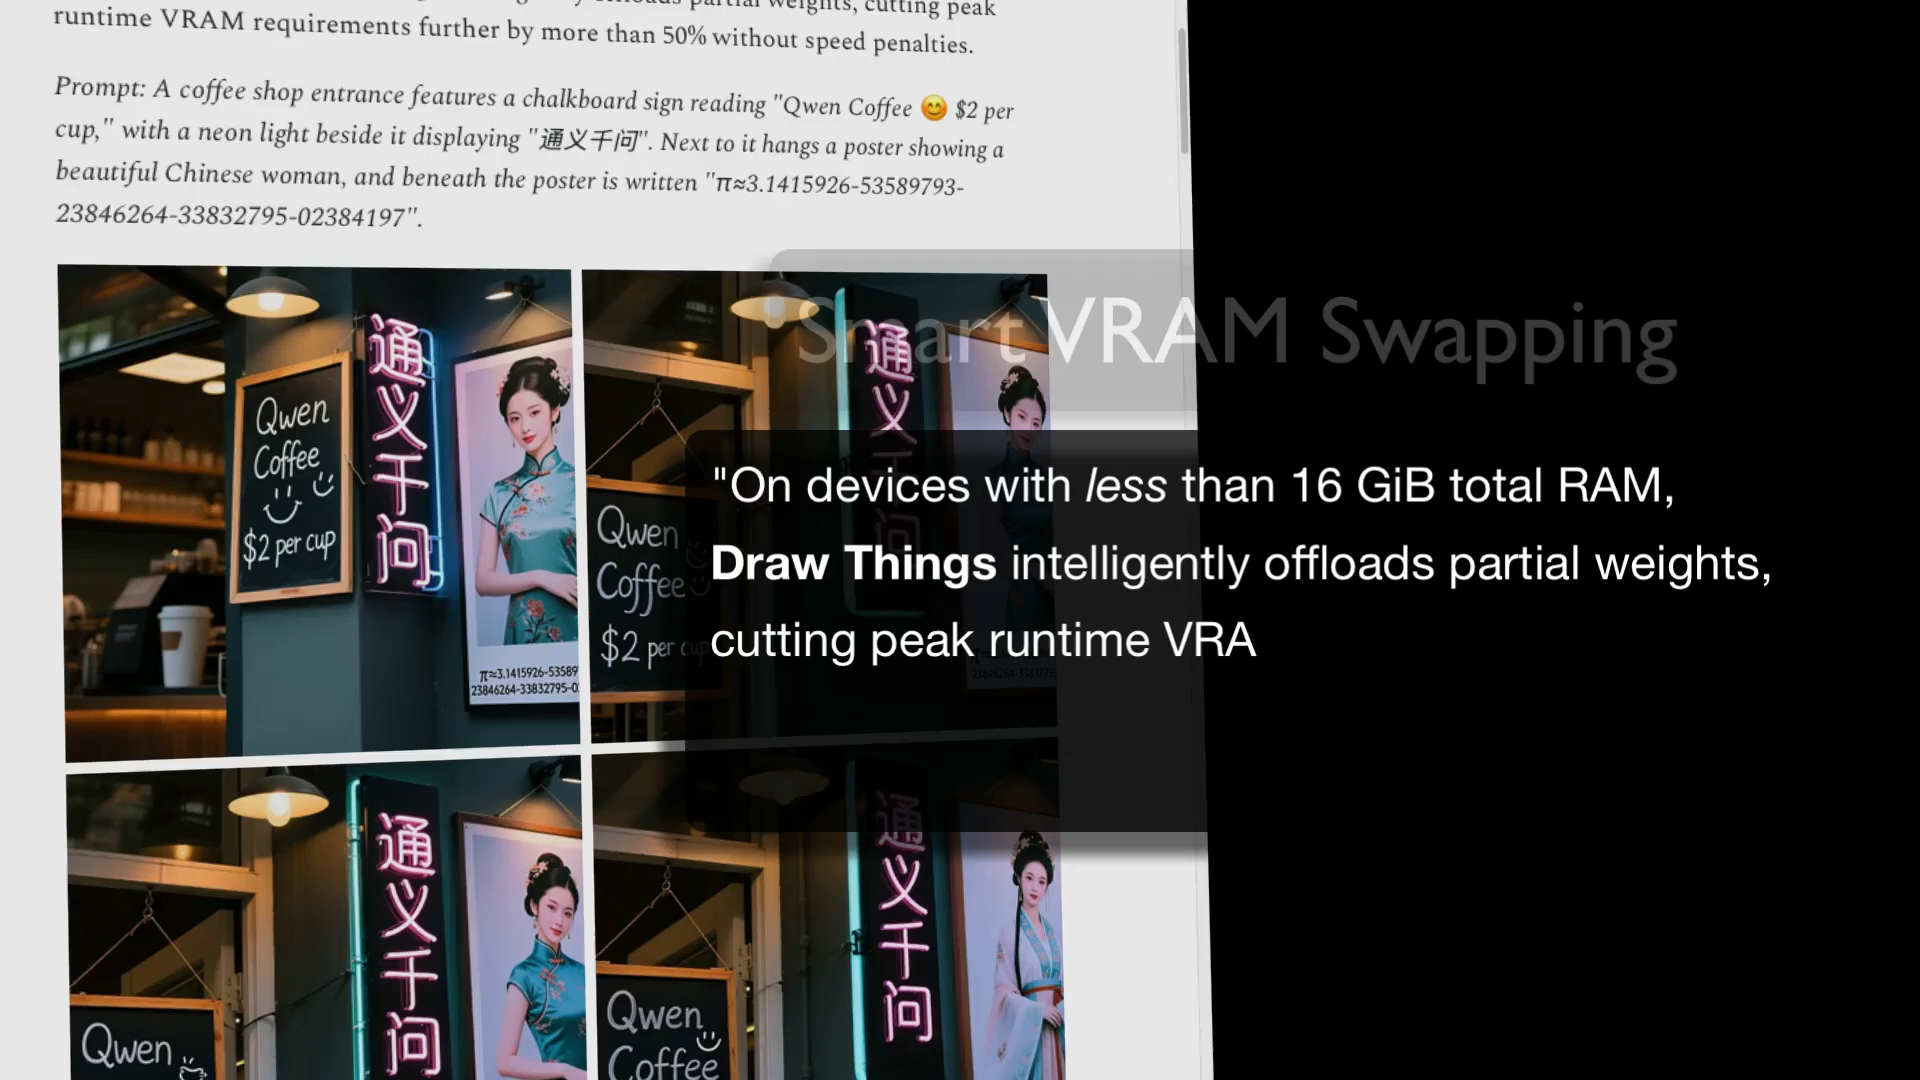 partial weights, cutting peak
runtime VRAM requirements further by more than 50% without speed penalties.
Prompt: A coffee shop entrance features a chalkboard sign reading "Qwen Coffee 😊 $2 per
cup," with a neon light beside it displaying "通义千问". Next to it hangs a poster showing a
beautiful Chinese woman, and beneath the poster is written "π≈3.1415926-53589793-
23846264-33832795-02384197".
Smart VRAM Swapping
"On devices with less than 16 GiB total RAM,
Draw Things intelligently offloads partial weights,
cutting peak runtime VRA
Qwen
Coffee
$2 per cup
通义千问
π≈3.1415926-53589
23846264-33832795-0
Qwen
Coffee
$2 per cup
通义千问
Qwen
通义千问
Qwen
Coffee
通义千问